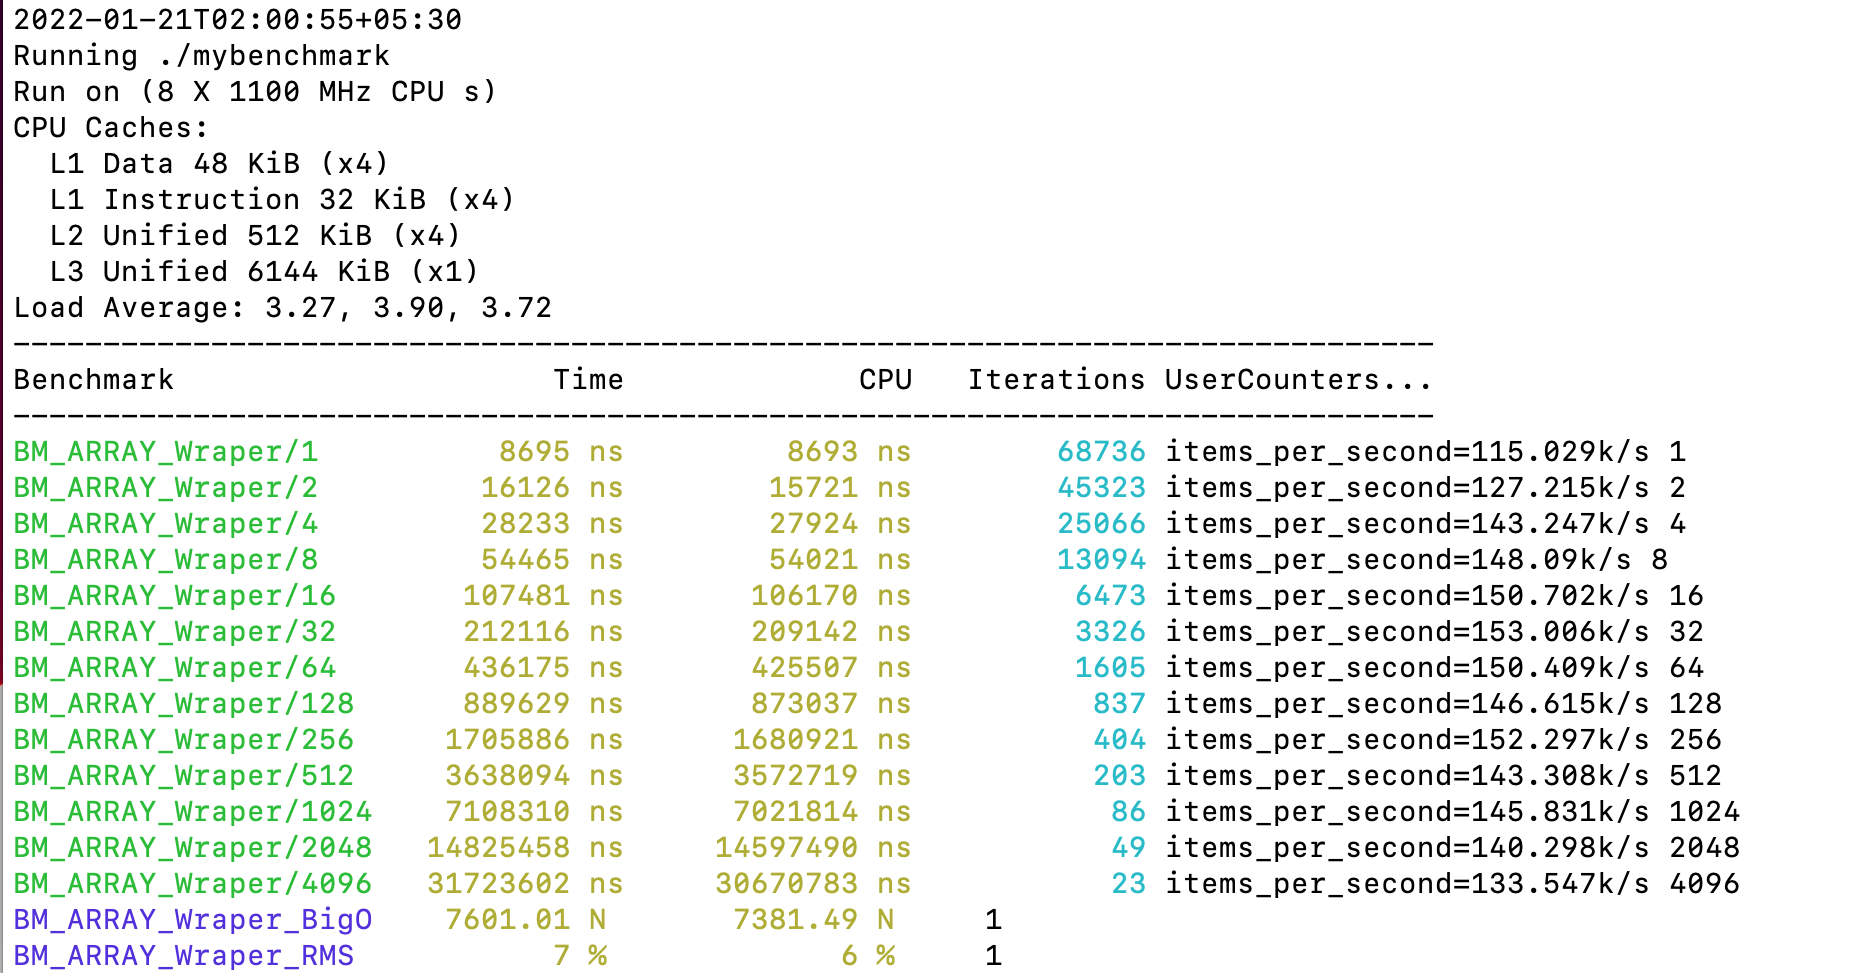 2022-01-21T02:00:55+05:30
Running ./mybenchmark
Run on (8 X 1100 MHz CPU s)
CPU Caches:
  L1 Data 48 KiB (x4)
  L1 Instruction 32 KiB (x4)
  L2 Unified 512 KiB (x4)
  L3 Unified 6144 KiB (x1)
Load Average: 3.27, 3.90, 3.72
-------------------------------------------------------------------------------
Benchmark                     Time             CPU   Iterations UserCounters...
-------------------------------------------------------------------------------
BM_ARRAY_Wraper/1          8695 ns         8693 ns        68736 items_per_second=115.029k/s 1
BM_ARRAY_Wraper/2         16126 ns        15721 ns        45323 items_per_second=127.215k/s 2
BM_ARRAY_Wraper/4         28233 ns        27924 ns        25066 items_per_second=143.247k/s 4
BM_ARRAY_Wraper/8         54465 ns        54021 ns        13094 items_per_second=148.09k/s 8
BM_ARRAY_Wraper/16       107481 ns       106170 ns         6473 items_per_second=150.702k/s 16
BM_ARRAY_Wraper/32       212116 ns       209142 ns         3326 items_per_second=153.006k/s 32
BM_ARRAY_Wraper/64       436175 ns       425507 ns         1605 items_per_second=150.409k/s 64
BM_ARRAY_Wraper/128      889629 ns       873037 ns          837 items_per_second=146.615k/s 128
BM_ARRAY_Wraper/256     1705886 ns      1680921 ns          404 items_per_second=152.297k/s 256
BM_ARRAY_Wraper/512     3638094 ns      3572719 ns          203 items_per_second=143.308k/s 512
BM_ARRAY_Wraper/1024    7108310 ns      7021814 ns           86 items_per_second=145.831k/s 1024
BM_ARRAY_Wraper/2048   14825458 ns     14597490 ns           49 items_per_second=140.298k/s 2048
BM_ARRAY_Wraper/4096   31723602 ns     30670783 ns           23 items_per_second=133.547k/s 4096
BM_ARRAY_Wraper_BigO    7601.01 N       7381.49 N     1
BM_ARRAY_Wraper_RMS           7 %             6 %     1